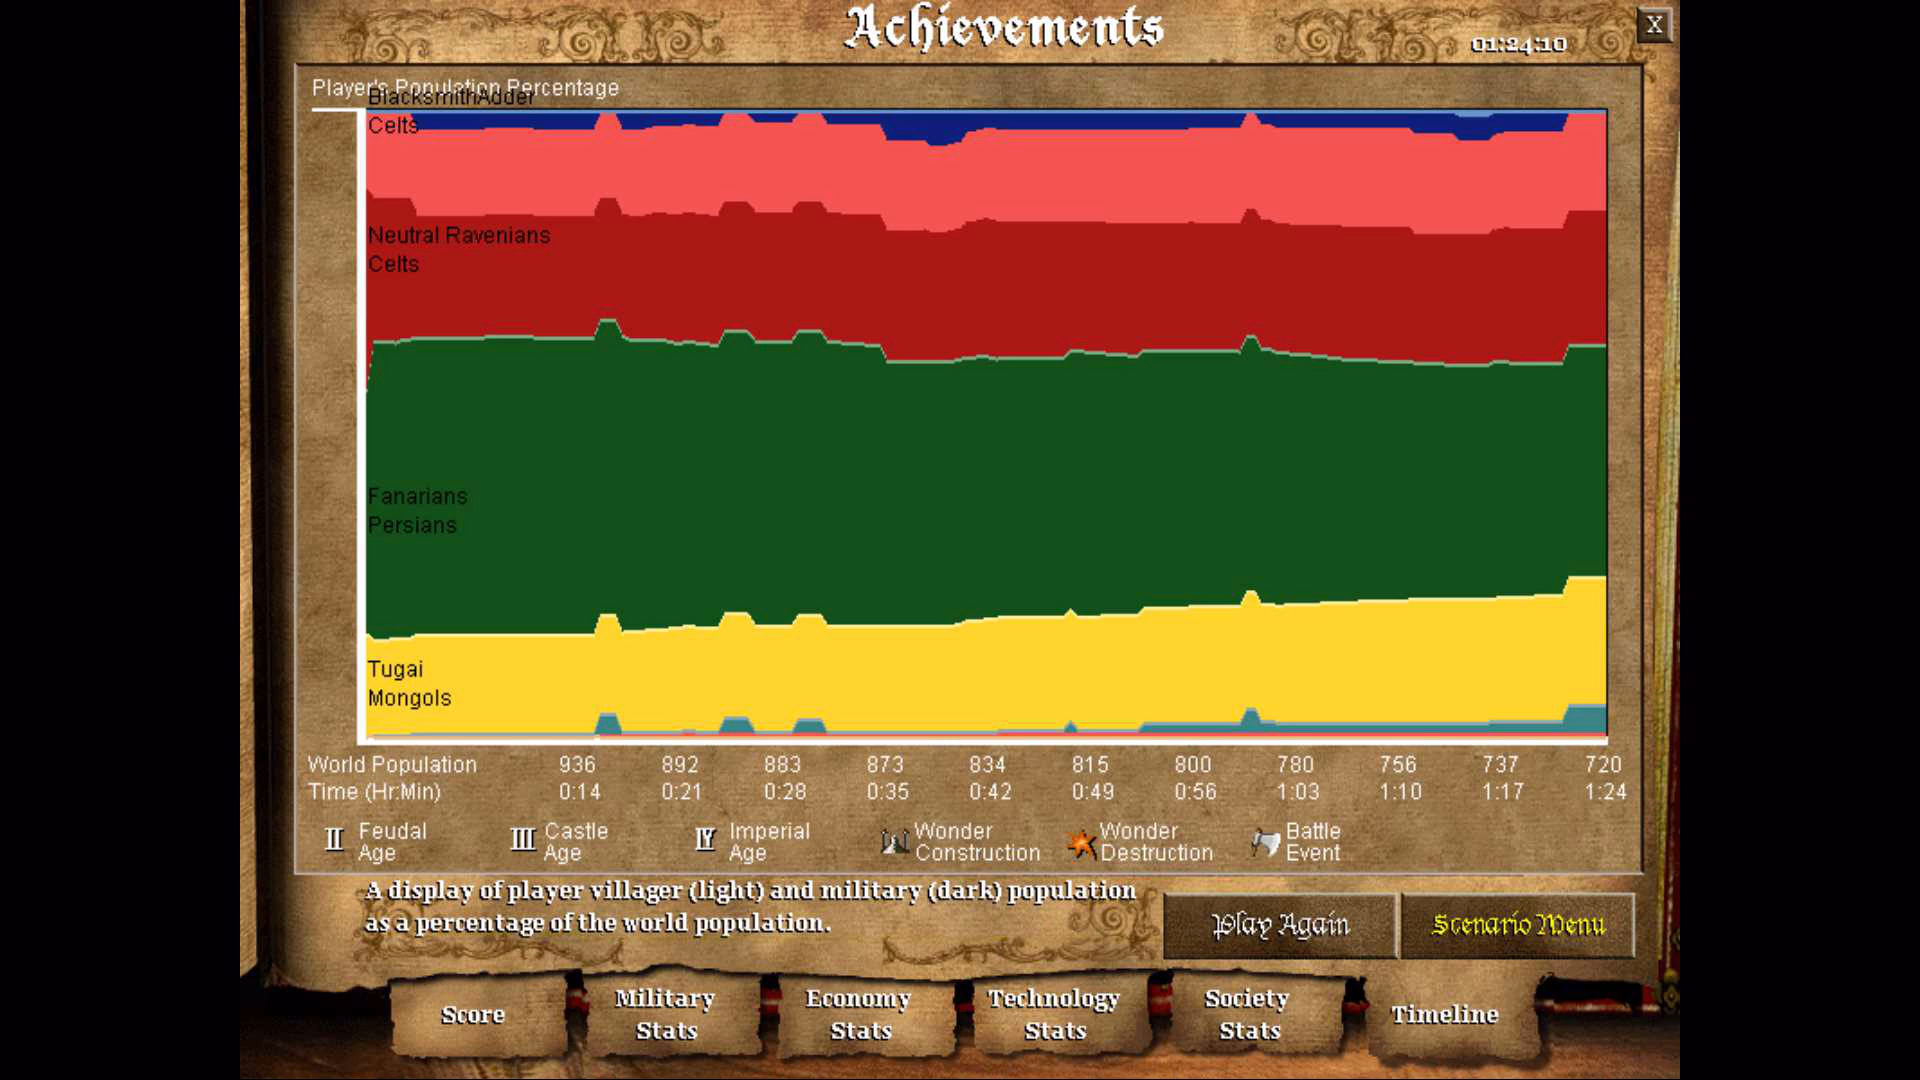 Achievements
01:24:10
X
Player's Population Percentage
BlacksmithAdder
Celts
Neutral Ravenians
Celts
Fanarians
Persians
Tugai
Mongols
World Population 936 892 883 873 834 815 800 780 756 737 720
Time (Hr:Min) 0:14 0:21 0:28 0:35 0:42 0:49 0:56 1:03 1:10 1:17 1:24
II Feudal Age
III Castle Age
IV Imperial Age
Wonder Construction
Wonder Destruction
Battle Event
A display of player villager (light) and military (dark) population
as a percentage of the world population.
Play Again
Scenario Menu
Score
Military Stats
Economy Stats
Technology Stats
Society Stats
Timeline